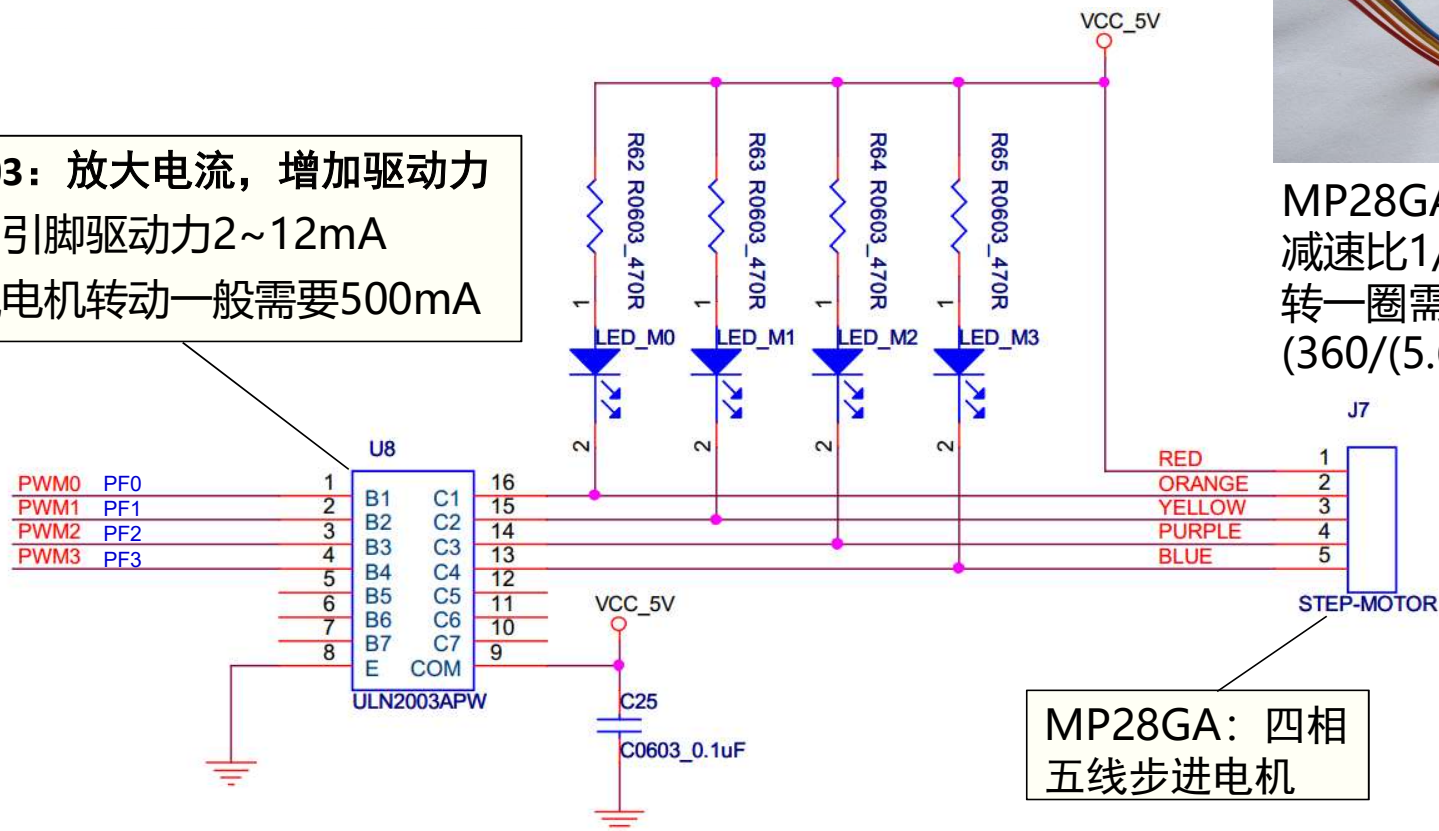 VCC_5V
03：放大电流，增加驱动力
引脚驱动力2~12mA
电机转动一般需要500mA
R62 R0603_470R
R63 R0603_470R
R64 R0603_470R
R65 R0603_470R
1
1
1
1
LED_M0
LED_M1
LED_M2
LED_M3
2
2
2
2
MP28GA
减速比1/
转一圈需
(360/(5.
J7
U8
PWM0 PF0
PWM1 PF1
PWM2 PF2
PWM3 PF3
1 B1 C1 16
2 B2 C2 15
3 B3 C3 14
4 B4 C4 13
5 B5 C5 12
6 B6 C6 11
7 B7 C7 10
8 E COM 9
ULN2003APW
RED 1
ORANGE 2
YELLOW 3
PURPLE 4
BLUE 5
STEP-MOTOR
VCC_5V
C25
C0603_0.1uF
MP28GA：四相
五线步进电机